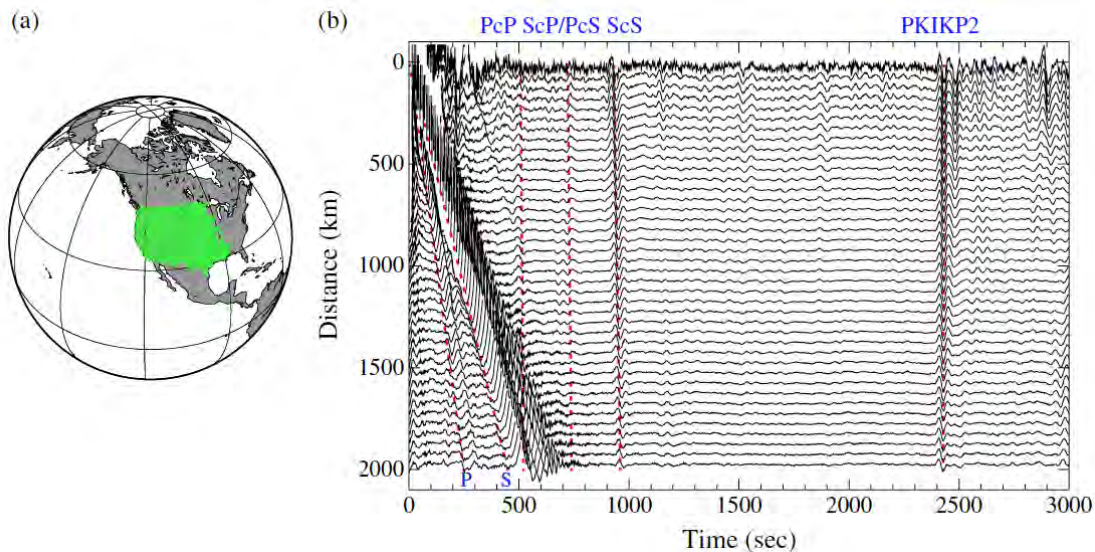 (a)
(b)
PcP ScP/PcS ScS PKIKP2
0
500
1000
1500
2000
Distance (km)
P S
0 500 1000 1500 2000 2500 3000
Time (sec)